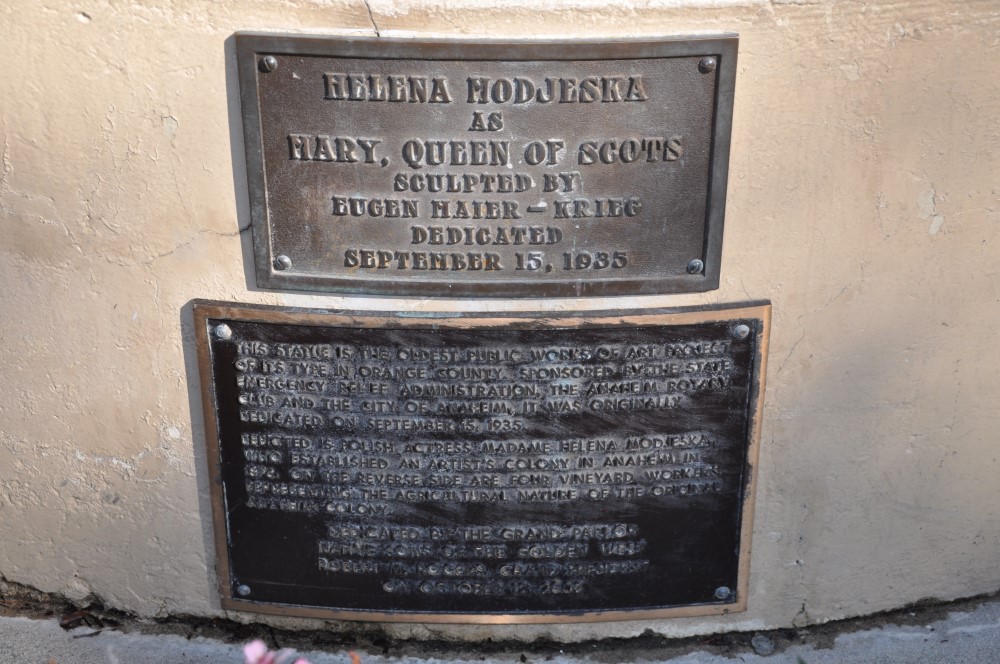 HELENA MODJESKA
AS
MARY, QUEEN OF SCOTS
SCULPTED BY
EUGEN MAIER-KRIEG
DEDICATED
SEPTEMBER 15, 1935
THIS STATUE IS THE OLDEST PUBLIC WORKS OF ART PROJECT
OF ITS TYPE IN ORANGE COUNTY. SPONSORED BY THE STATE
EMERGENCY RELIEF ADMINISTRATION, THE ANAHEIM ROTARY
CLUB AND THE CITY OF ANAHEIM, IT WAS ORIGINALLY
DEDICATED ON SEPTEMBER 15, 1935.
DEPICTED IS POLISH ACTRESS MADAME HELENA MODJESKA,
WHO ESTABLISHED AN ARTIST'S COLONY IN ANAHEIM IN
ON THE REVERSE SIDE ARE FOUR VINEYARD WORKERS
REPRESENTING THE AGRICULTURAL NATURE OF THE ORIGINAL
ANAHEIM COLONY.
DEDICATED BY THE GRAND PARLOR
NATIVE SONS OF THE GOLDEN WEST
GRAND PRESIDENT
ON OCTOBER